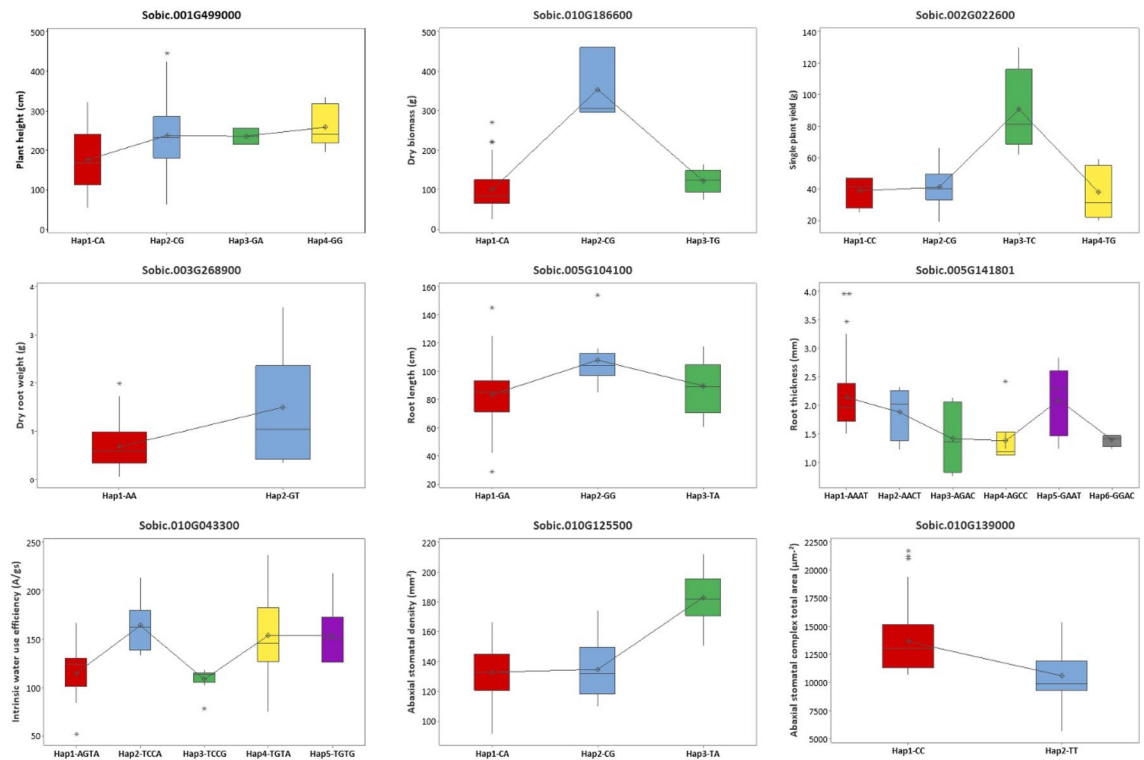 Sobic.001G499000
Plant height (cm)
500
400
300
200
100
0
Hap1-CA Hap2-CG Hap3-GA Hap4-GG
Sobic.010G186600
Dry biomass (g)
500
400
300
200
100
0
Hap1-CA Hap2-CG Hap3-TG
Sobic.002G022600
Single plant yield (g)
140
120
100
80
60
40
20
Hap1-CC Hap2-CG Hap3-TC Hap4-TG
Sobic.003G268900
Dry root weight (g)
4
3
2
1
0
Hap1-AA Hap2-GT
Sobic.005G104100
Root length (cm)
160
140
120
100
80
60
40
20
Hap1-GA Hap2-GG Hap3-TA
Sobic.005G141801
Root thickness (mm)
4.0
3.5
3.0
2.5
2.0
1.5
1.0
Hap1-AAAT Hap2-AACT Hap3-AGAC Hap4-AGCC Hap5-GAAT Hap6-GGAC
Sobic.010G043300
Intrinsic water use efficiency (A/gs)
250
200
150
100
50
Hap1-AGTA Hap2-TCCA Hap3-TCCG Hap4-TGTA Hap5-TGTG
Sobic.010G125500
Abaxial stomatal density (mm²)
220
200
180
160
140
120
100
Hap1-CA Hap2-CG Hap3-TA
Sobic.010G139000
Abaxial stomatal complex total area (μm-²)
22500
20000
17500
15000
12500
10000
7500
5000
Hap1-CC Hap2-TT